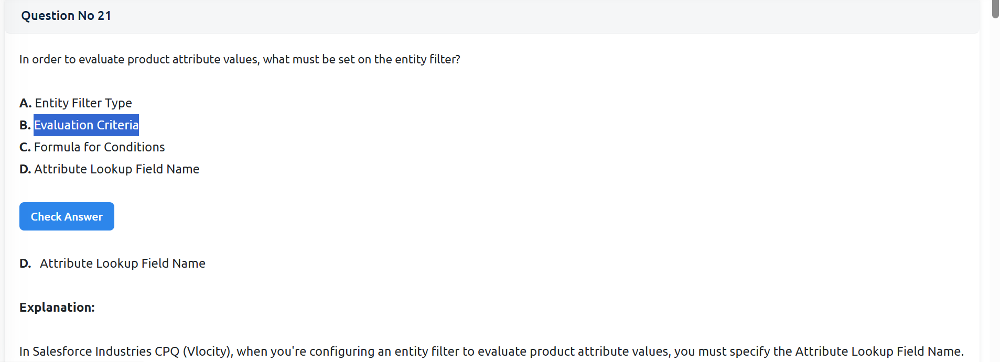 Question No 21
In order to evaluate product attribute values, what must be set on the entity filter?
A. Entity Filter Type
B. Evaluation Criteria
C. Formula for Conditions
D. Attribute Lookup Field Name
Check Answer
D. Attribute Lookup Field Name
Explanation:
In Salesforce Industries CPQ (Vlocity), when you're configuring an entity filter to evaluate product attribute values, you must specify the Attribute Lookup Field Name.